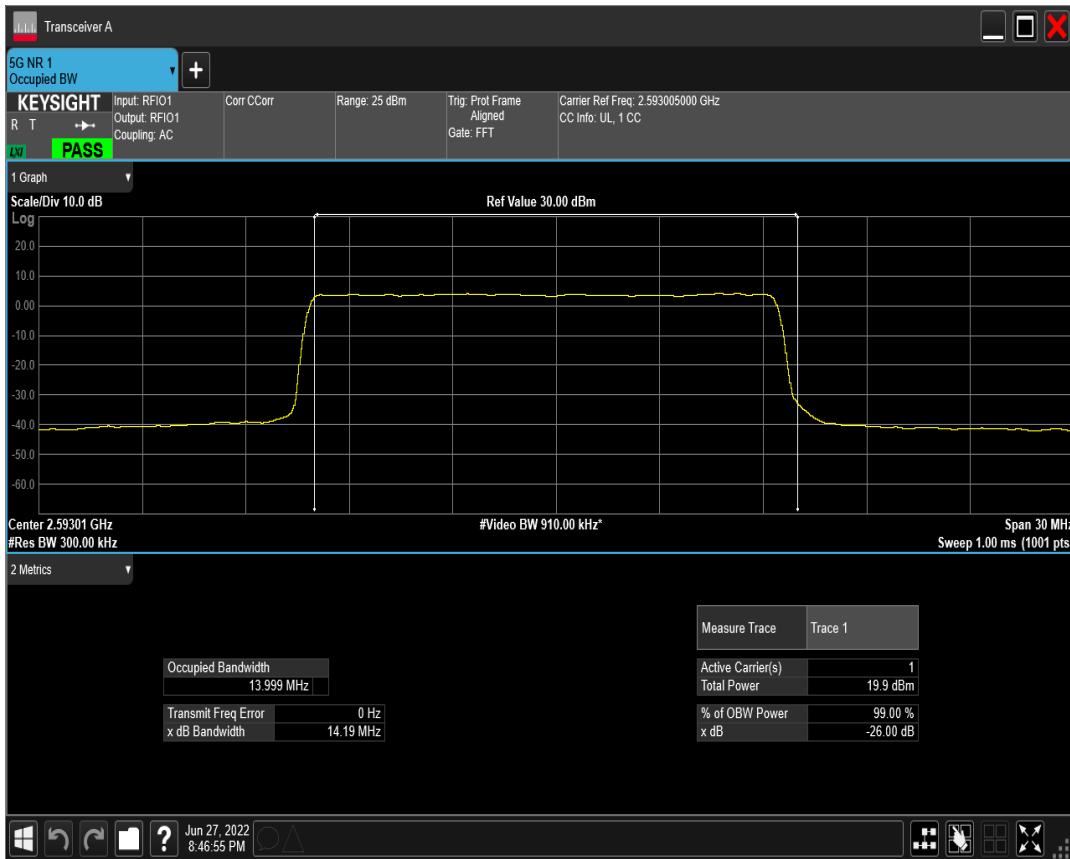 Transceiver A
5G NR 1
Occupied BW
KEYSIGHT
R T
LXI
PASS
Input: RFIO1
Output: RFIO1
Coupling: AC
Corr CCorr
Range: 25 dBm
Trig: Prot Frame
Aligned
Gate: FFT
Carrier Ref Freq: 2.593005000 GHz
CC Info: UL, 1 CC
1 Graph
Scale/Div 10.0 dB
Ref Value 30.00 dBm
Log
20.0
10.0
0.00
-10.0
-20.0
-30.0
-40.0
-50.0
-60.0
Center 2.59301 GHz
#Video BW 910.00 kHz*
Span 30 MHz
#Res BW 300.00 kHz
Sweep 1.00 ms (1001 pts
2 Metrics
Measure Trace Trace 1
Occupied Bandwidth
13.999 MHz
Active Carrier(s) 1
Total Power 19.9 dBm
Transmit Freq Error 0 Hz
x dB Bandwidth 14.19 MHz
% of OBW Power 99.00 %
x dB -26.00 dB
?
Jun 27, 2022
8:46:55 PM